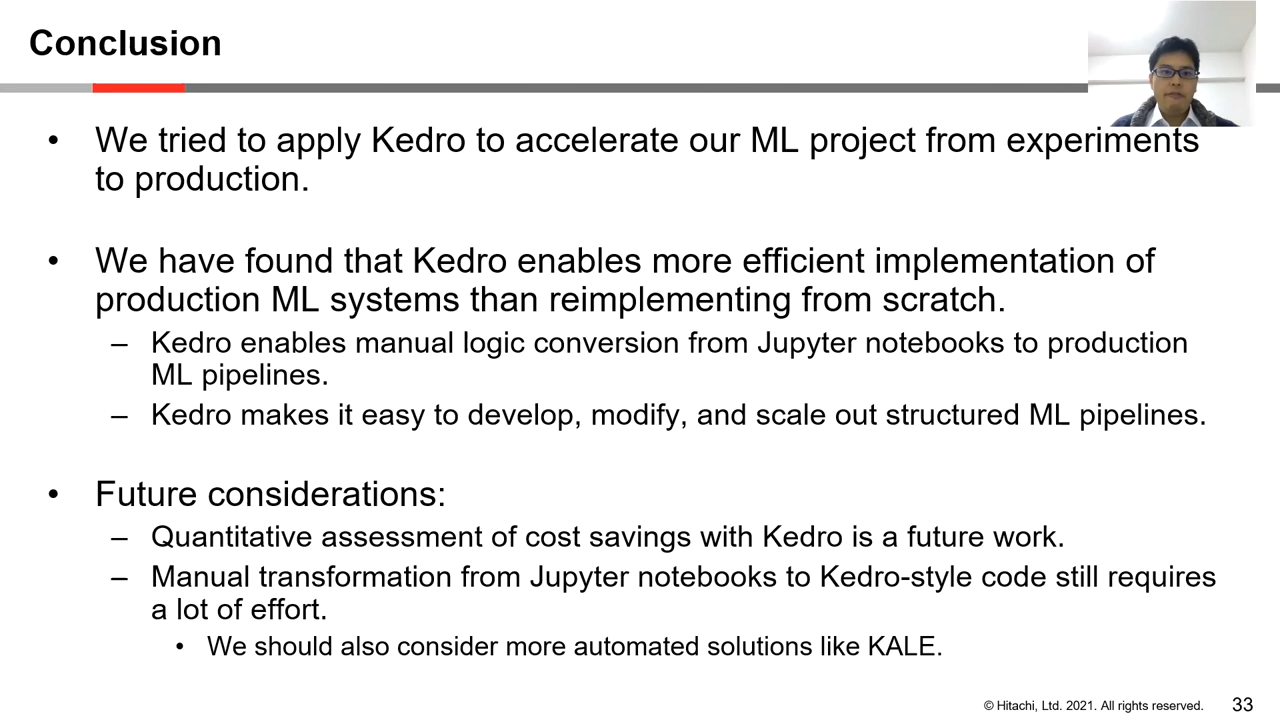 Conclusion
• We tried to apply Kedro to accelerate our ML project from experiments
to production.
• We have found that Kedro enables more efficient implementation of
production ML systems than reimplementing from scratch.
– Kedro enables manual logic conversion from Jupyter notebooks to production
ML pipelines.
– Kedro makes it easy to develop, modify, and scale out structured ML pipelines.
• Future considerations:
– Quantitative assessment of cost savings with Kedro is a future work.
– Manual transformation from Jupyter notebooks to Kedro-style code still requires
a lot of effort.
• We should also consider more automated solutions like KALE.
© Hitachi, Ltd. 2021. All rights reserved. 33